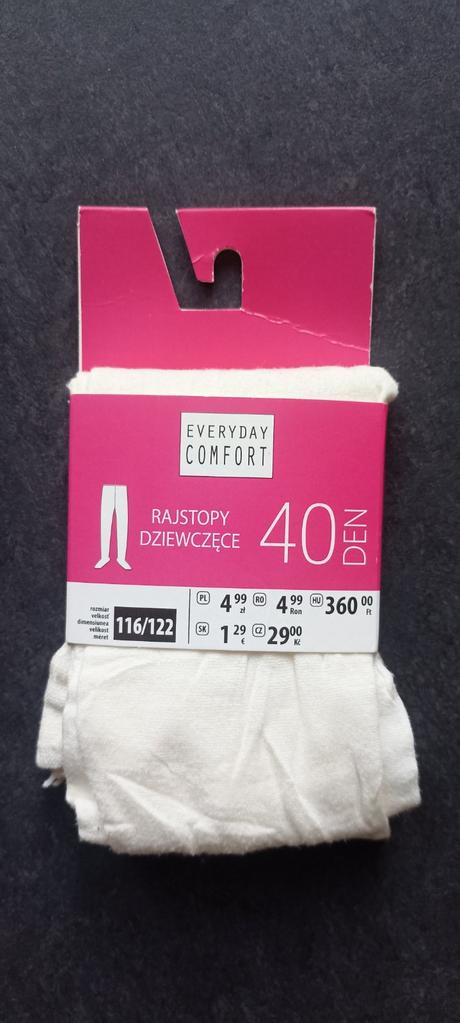 EVERYDAY
COMFORT
RAJSTOPY
DZIEWCZĘCE
40 DEN
rozmiar
velkosť
dimensiunea
velikost
méret
116/122
PL 4 99 zł RO 4 99 Ron HU 360 00 Ft
SK 1 29 € CZ 29 00 Kč